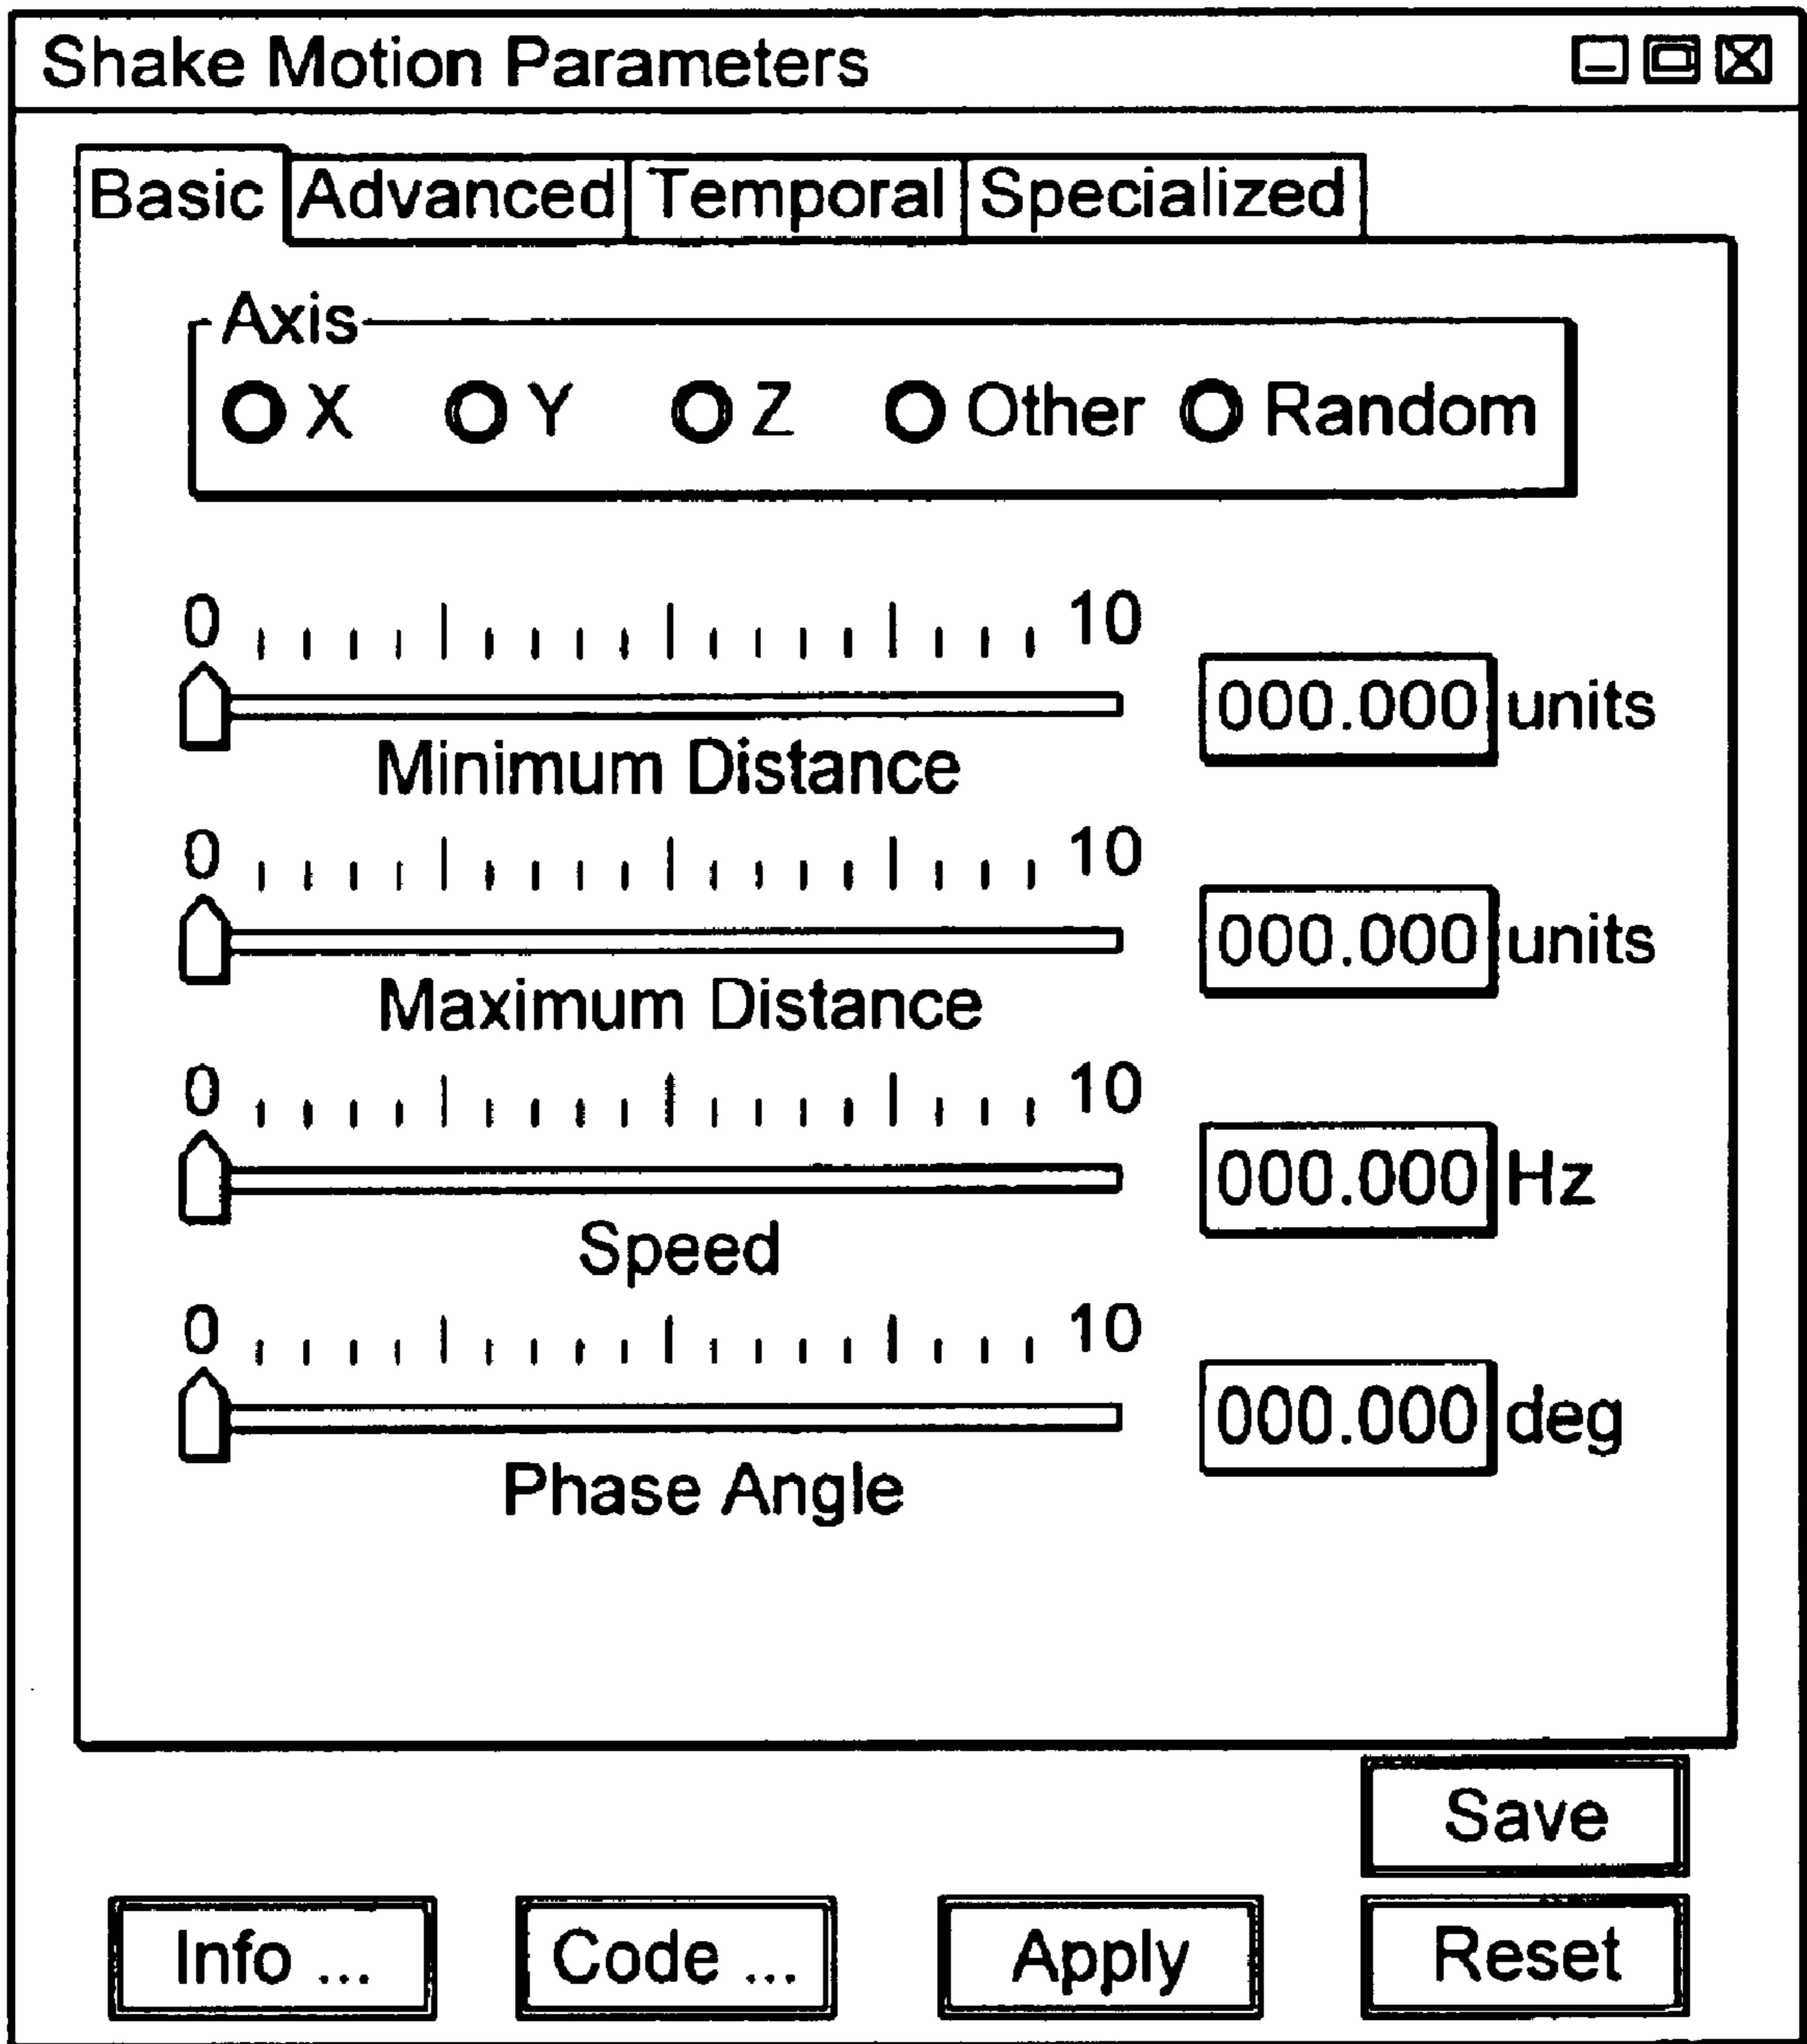 Shake Motion Parameters
Basic Advanced Temporal Specialized
Axis
X Y Z Other Random
0 10
000.000 units
Minimum Distance
0 10
000.000 units
Maximum Distance
0 10
000.000 Hz
Speed
0 10
000.000 deg
Phase Angle
Save
Info ... Code ... Apply Reset